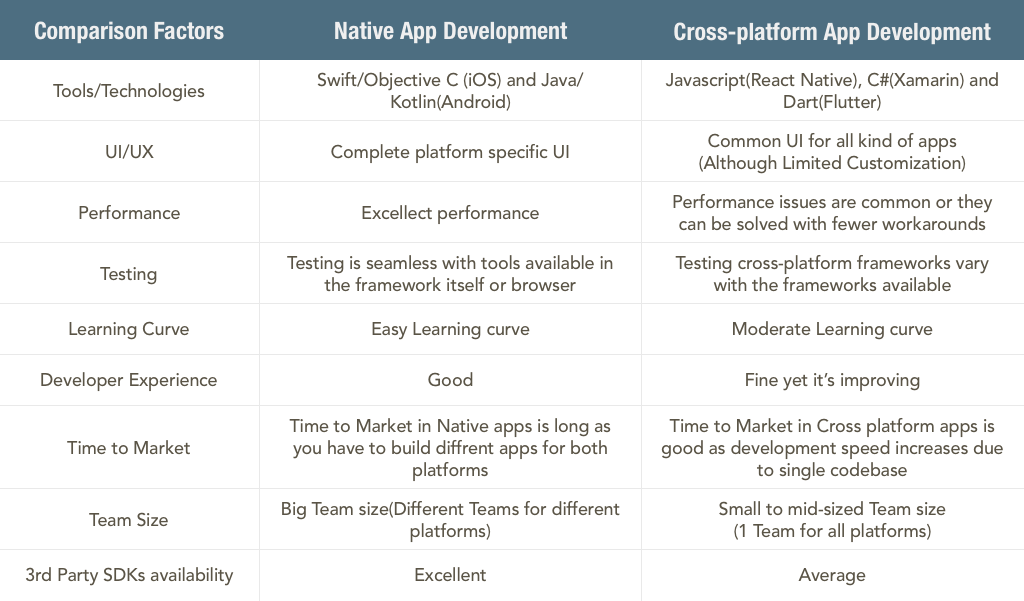 Comparison Factors
Native App Development
Cross-platform App Development
Tools/Technologies
Swift/Objective C (iOS) and Java/
Kotlin(Android)
Javascript(React Native), C#(Xamarin) and
Dart(Flutter)
UI/UX
Complete platform specific UI
Common UI for all kind of apps
(Although Limited Customization)
Performance
Excellect performance
Performance issues are common or they
can be solved with fewer workarounds
Testing
Testing is seamless with tools available in
the framework itself or browser
Testing cross-platform frameworks vary
with the frameworks available
Learning Curve
Easy Learning curve
Moderate Learning curve
Developer Experience
Good
Fine yet it’s improving
Time to Market
Time to Market in Native apps is long as
you have to build diffrent apps for both
platforms
Time to Market in Cross platform apps is
good as development speed increases due
to single codebase
Team Size
Big Team size(Different Teams for different
platforms)
Small to mid-sized Team size
(1 Team for all platforms)
3rd Party SDKs availability
Excellent
Average